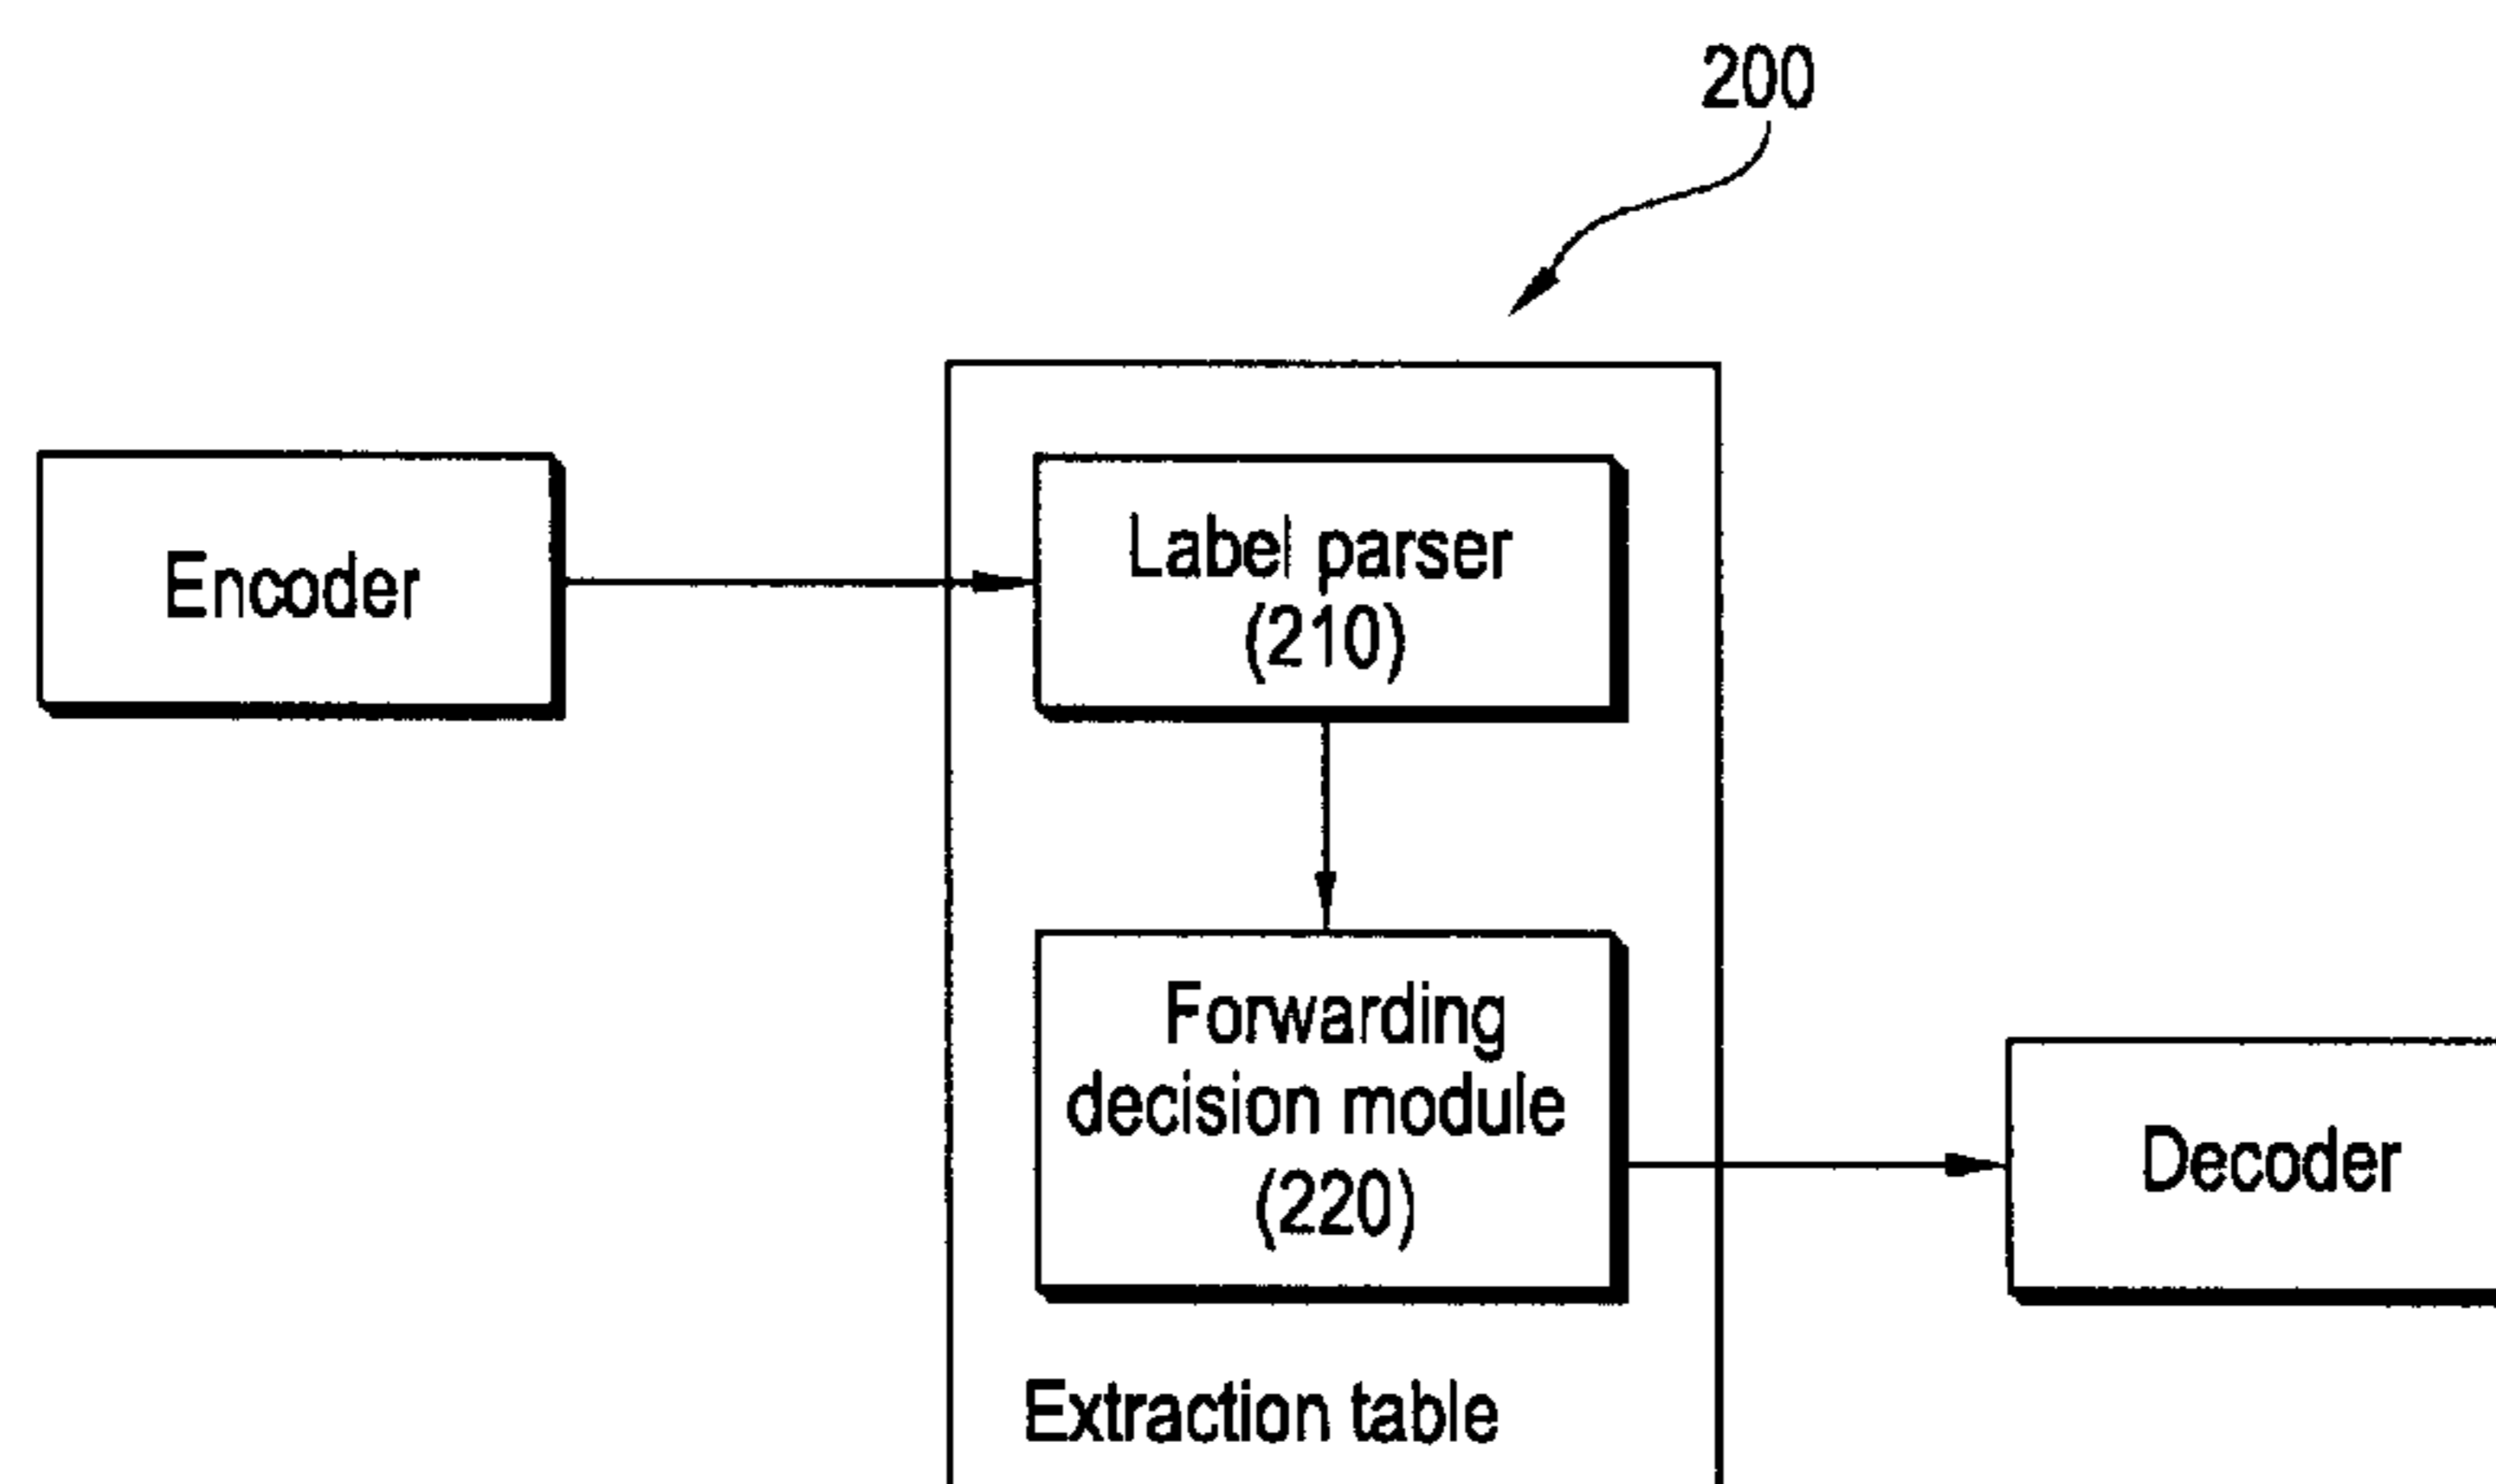 200
Encoder
Label parser
(210)
Forwarding
decision module
(220)
Decoder
Extraction table